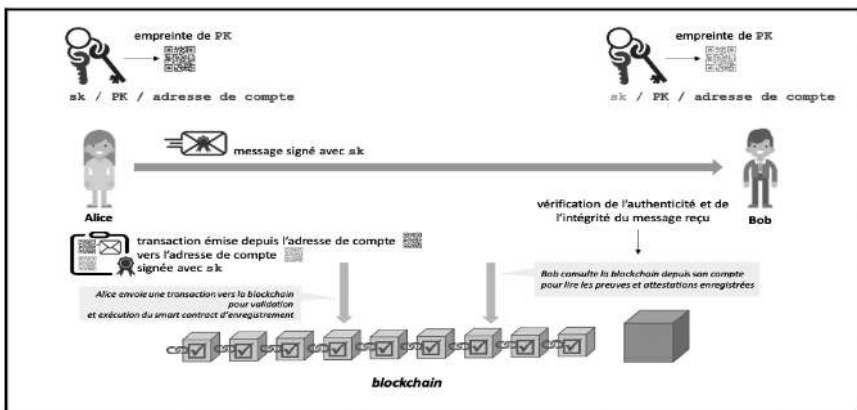 empreinte de PK
sk / PK / adresse de compte
empreinte de PK
sk / PK / adresse de compte
message signé avec sk
Alice
Bob
vérification de l'authenticité et de
l'intégrité du message reçu
transaction émise depuis l'adresse de compte
vers l'adresse de compte
signée avec sk
Alice envoie une transaction vers la blockchain
pour validation
et exécution du smart contract d'enregistrement
Bob consulte la blockchain depuis son compte
pour lire les preuves et attestations enregistrées
blockchain